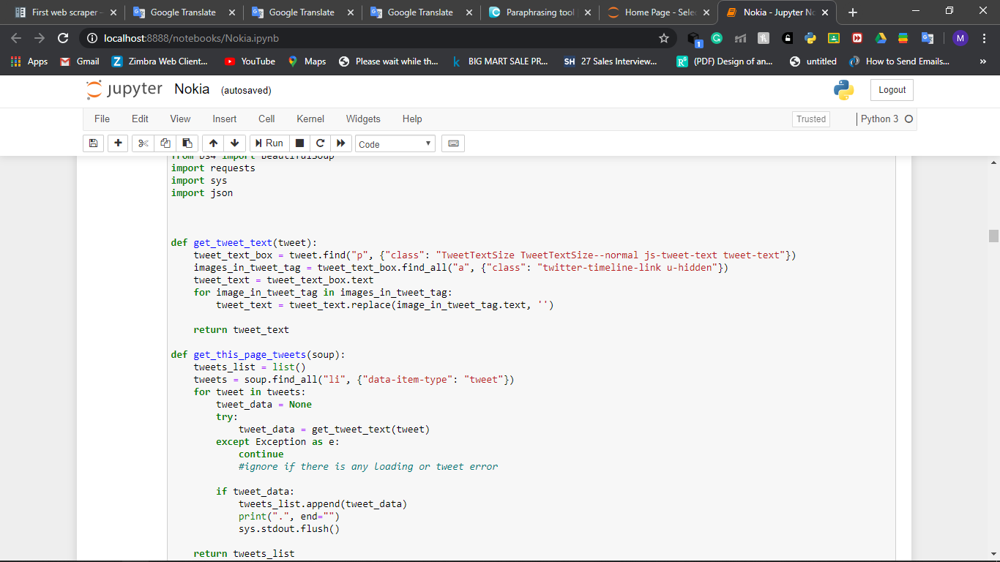 First web scraper -
Google Translate
Google Translate
Google Translate
Paraphrasing tool
Home Page - Selec
Nokia - Jupyter No
localhost:8888/notebooks/Nokia.ipynb
1
M
Apps
Gmail
Zimbra Web Client...
YouTube
Maps
Please wait while th...
k BIG MART SALE PR...
SH 27 Sales Interview...
(PDF) Design of an...
untitled
How to Send Emails...
jupyter Nokia (autosaved)
Logout
File Edit View Insert Cell Kernel Widgets Help
Trusted
Python 3
Run
Code
from bs4 import BeautifulSoup
import requests
import sys
import json
def get_tweet_text(tweet):
    tweet_text_box = tweet.find("p", {"class": "TweetTextSize TweetTextSize--normal js-tweet-text tweet-text"})
    images_in_tweet_tag = tweet_text_box.find_all("a", {"class": "twitter-timeline-link u-hidden"})
    tweet_text = tweet_text_box.text
    for image_in_tweet_tag in images_in_tweet_tag:
        tweet_text = tweet_text.replace(image_in_tweet_tag.text, '')
    return tweet_text
def get_this_page_tweets(soup):
    tweets_list = list()
    tweets = soup.find_all("li", {"data-item-type": "tweet"})
    for tweet in tweets:
        tweet_data = None
        try:
            tweet_data = get_tweet_text(tweet)
        except Exception as e:
            continue
            #ignore if there is any loading or tweet error
        if tweet_data:
            tweets_list.append(tweet_data)
            print(".", end="")
            sys.stdout.flush()
    return tweets_list